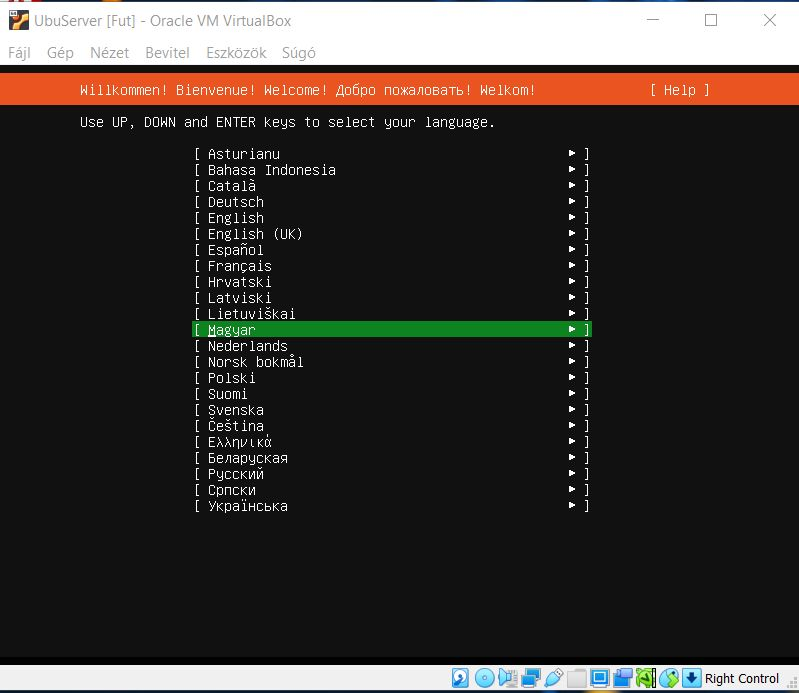 UbuServer [Fut] - Oracle VM VirtualBox
Fájl Gép Nézet Bevitel Eszközök Súgó
Willkommen! Bienvenue! Welcome! Добро пожаловать! Welkom! [ Help ]
Use UP, DOWN and ENTER keys to select your language.
[ Asturianu ▸ ]
[ Bahasa Indonesia ▸ ]
[ Català ▸ ]
[ Deutsch ▸ ]
[ English ▸ ]
[ English (UK) ▸ ]
[ Español ▸ ]
[ Français ▸ ]
[ Hrvatski ▸ ]
[ Latviski ▸ ]
[ Lietuviškai ▸ ]
[ Magyar ▸ ]
[ Nederlands ▸ ]
[ Norsk bokmål ▸ ]
[ Polski ▸ ]
[ Suomi ▸ ]
[ Svenska ▸ ]
[ Čeština ▸ ]
[ Ελληνικά ▸ ]
[ Беларуская ▸ ]
[ Русский ▸ ]
[ Српски ▸ ]
[ Українська ▸ ]
Right Control